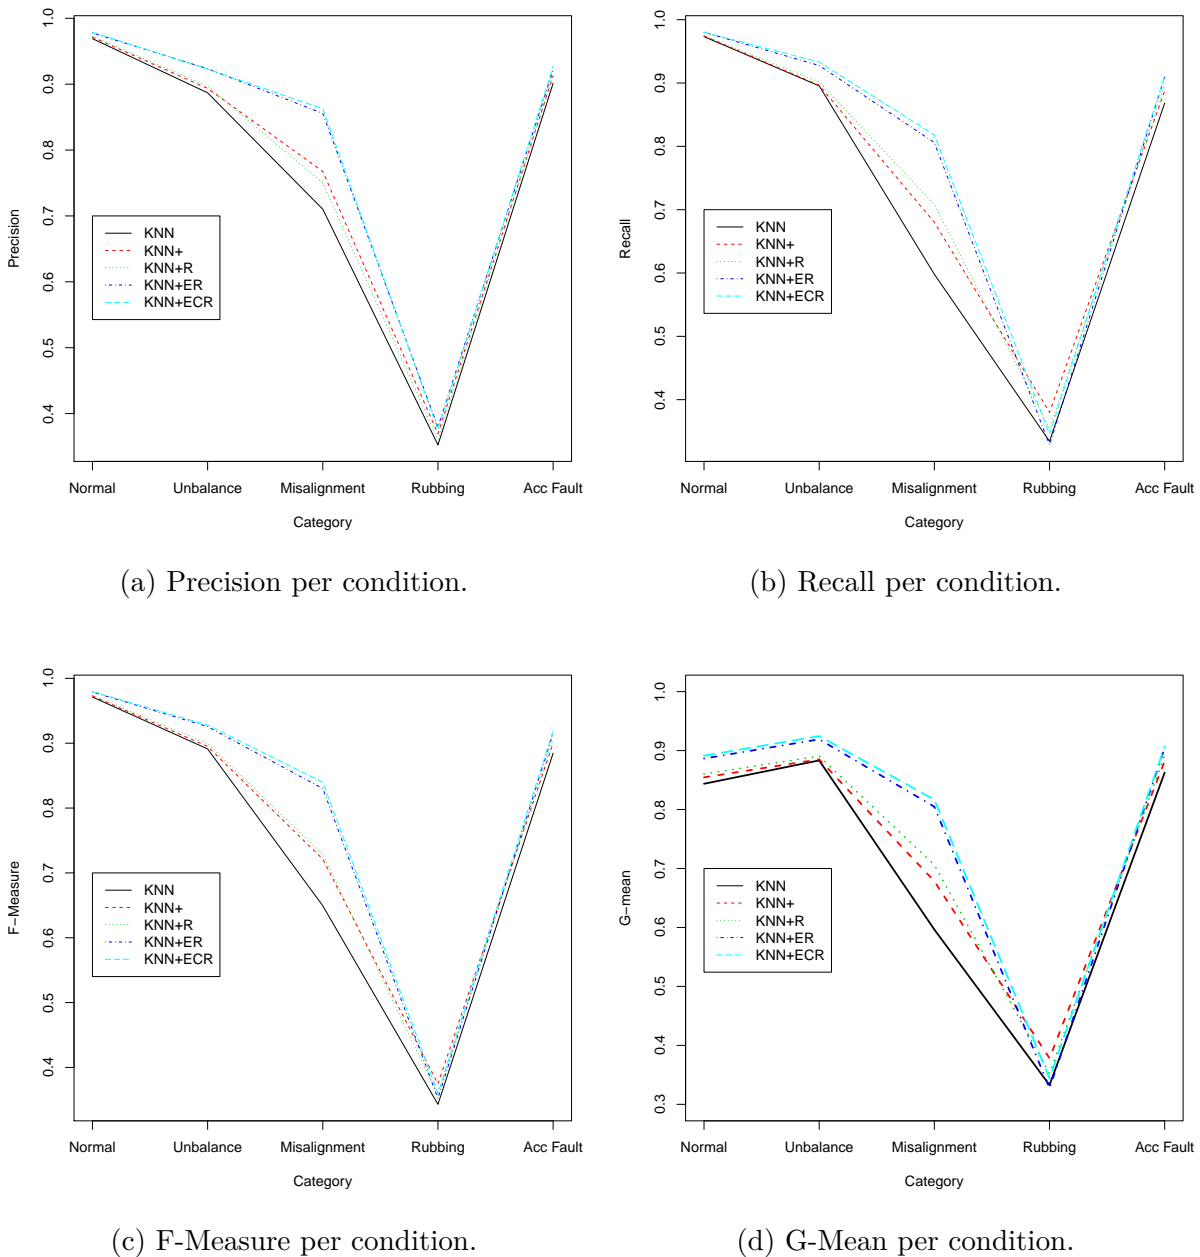 1.0
0.9
0.8
0.7
0.6
0.5
0.4
Precision
KNN
KNN+
KNN+R
KNN+ER
KNN+ECR
Normal Unbalance Misalignment Rubbing Acc Fault
Category
(a) Precision per condition.
1.0
0.9
0.8
0.7
0.6
0.5
0.4
Recall
KNN
KNN+
KNN+R
KNN+ER
KNN+ECR
Normal Unbalance Misalignment Rubbing Acc Fault
Category
(b) Recall per condition.
1.0
0.9
0.8
0.7
0.6
0.5
0.4
F−Measure
KNN
KNN+
KNN+R
KNN+ER
KNN+ECR
Normal Unbalance Misalignment Rubbing Acc Fault
Category
(c) F-Measure per condition.
1.0
0.9
0.8
0.7
0.6
0.5
0.4
0.3
G−mean
KNN
KNN+
KNN+R
KNN+ER
KNN+ECR
Normal Unbalance Misalignment Rubbing Acc Fault
Category
(d) G-Mean per condition.